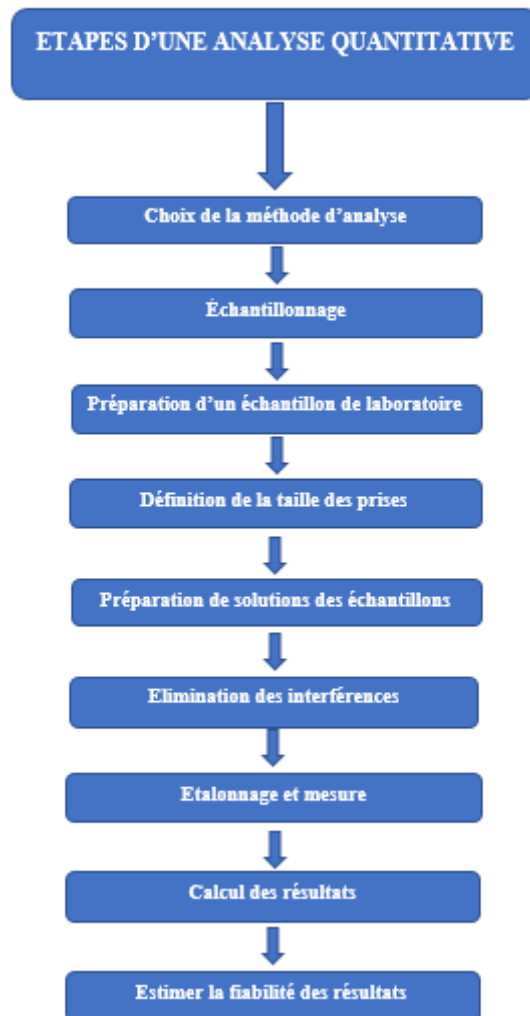 ETAPES D’UNE ANALYSE QUANTITATIVE
Choix de la méthode d’analyse
Échantillonnage
Préparation d’un échantillon de laboratoire
Définition de la taille des prises
Préparation de solutions des échantillons
Elimination des interférences
Etalonnage et mesure
Calcul des résultats
Estimer la fiabilité des résultats